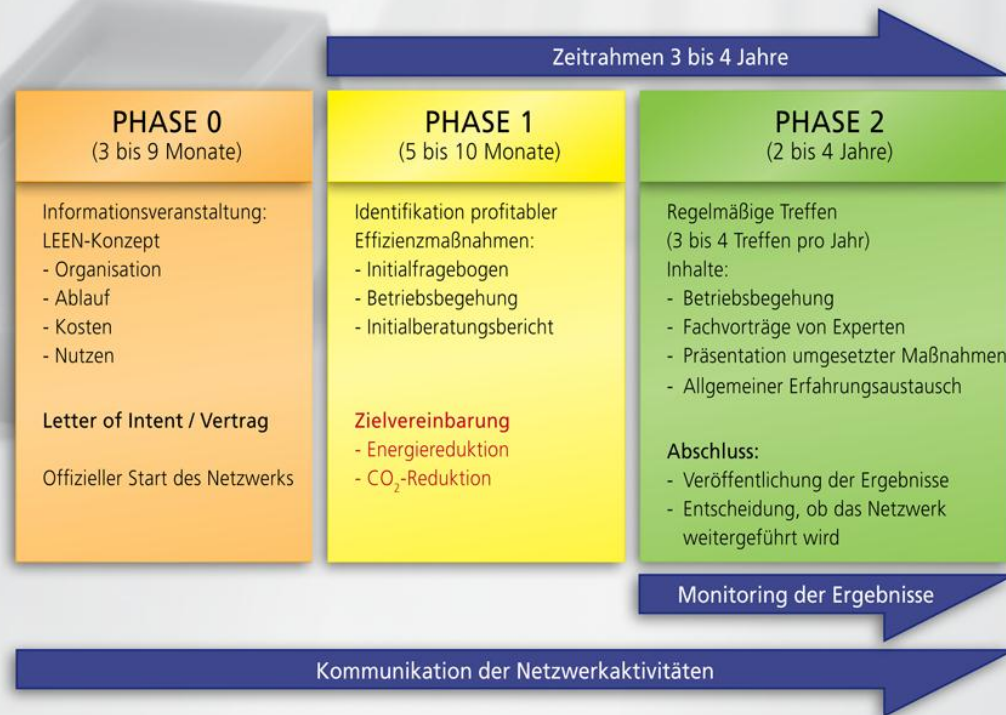 Zeitrahmen 3 bis 4 Jahre
PHASE 0
(3 bis 9 Monate)
Informationsveranstaltung:
LEEN-Konzept
- Organisation
- Ablauf
- Kosten
- Nutzen
Letter of Intent / Vertrag
Offizieller Start des Netzwerks
PHASE 1
(5 bis 10 Monate)
Identifikation profitabler
Effizienzmaßnahmen:
- Initialfragebogen
- Betriebsbegehung
- Initialberatungsbericht
Zielvereinbarung
- Energiereduktion
- CO₂-Reduktion
PHASE 2
(2 bis 4 Jahre)
Regelmäßige Treffen
(3 bis 4 Treffen pro Jahr)
Inhalte:
- Betriebsbegehung
- Fachvorträge von Experten
- Präsentation umgesetzter Maßnahmen
- Allgemeiner Erfahrungsaustausch
Abschluss:
- Veröffentlichung der Ergebnisse
- Entscheidung, ob das Netzwerk
weitergeführt wird
Monitoring der Ergebnisse
Kommunikation der Netzwerkaktivitäten